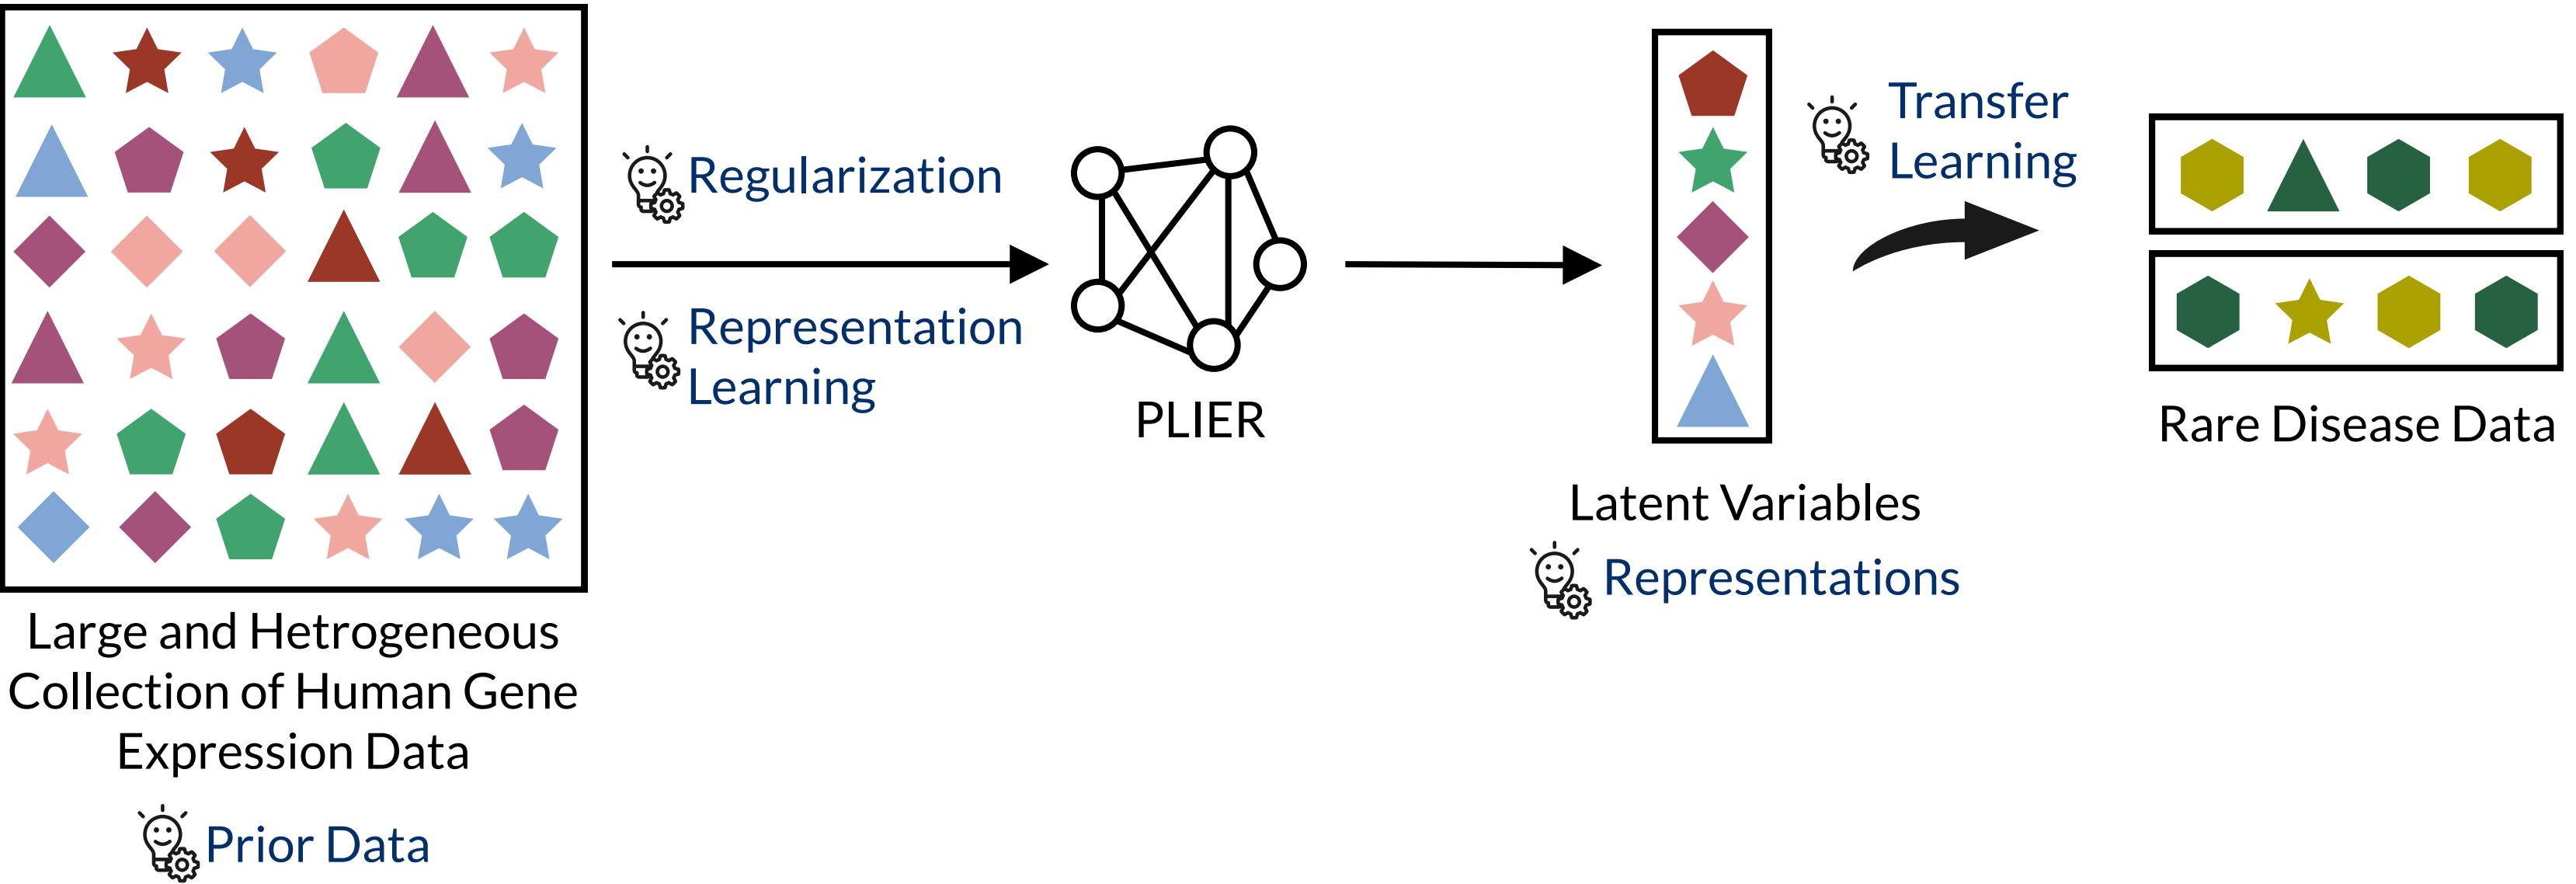 Large and Hetrogeneous
Collection of Human Gene
Expression Data
Prior Data
Regularization
Representation
Learning
PLIER
Latent Variables
Representations
Transfer
Learning
Rare Disease Data